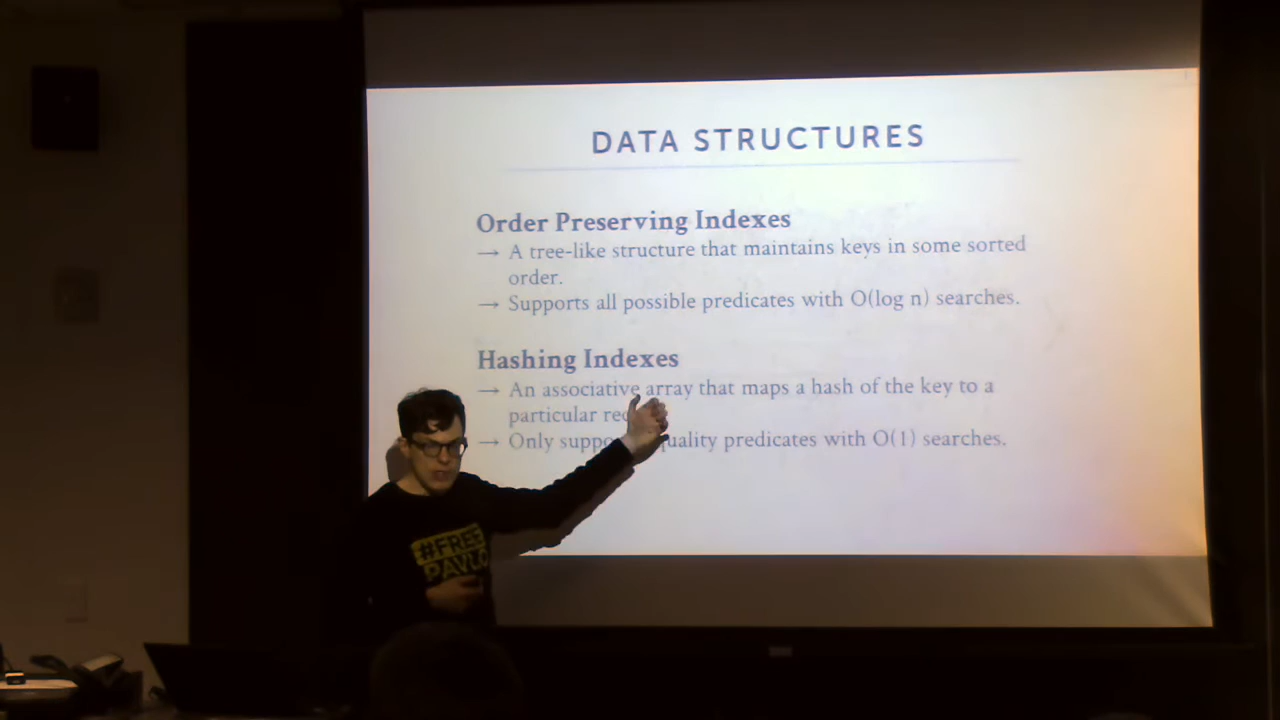 DATA STRUCTURES
Order Preserving Indexes
→ A tree-like structure that maintains keys in some sorted
order.
→ Supports all possible predicates with O(log n) searches.
Hashing Indexes
→ An associative array that maps a hash of the key to a
particular
→ Only predicates with O(1) searches.
#FREE
PAVLO